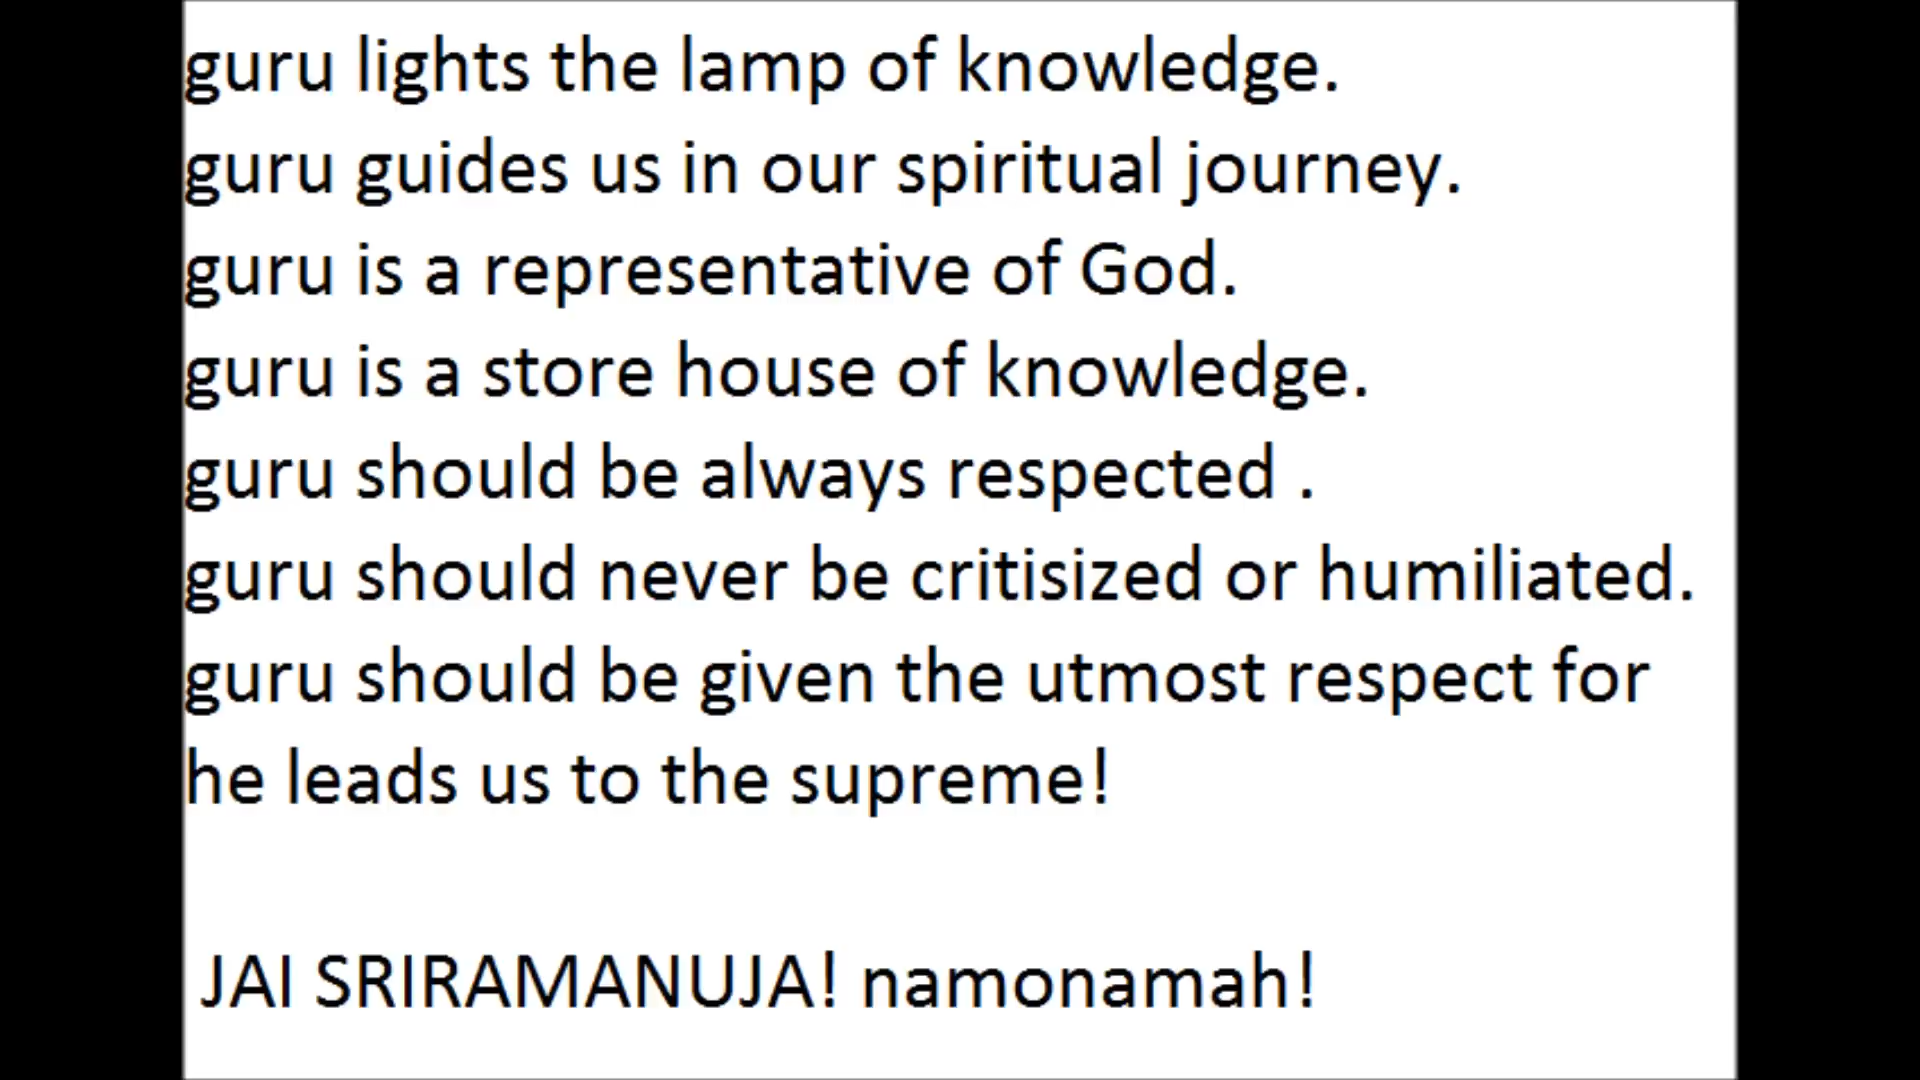 guru lights the lamp of knowledge.
guru guides us in our spiritual journey.
guru is a representative of God.
guru is a store house of knowledge.
guru should be always respected .
guru should never be critisized or humiliated.
guru should be given the utmost respect for
he leads us to the supreme!
JAI SRIRAMANUJA! namonamah!